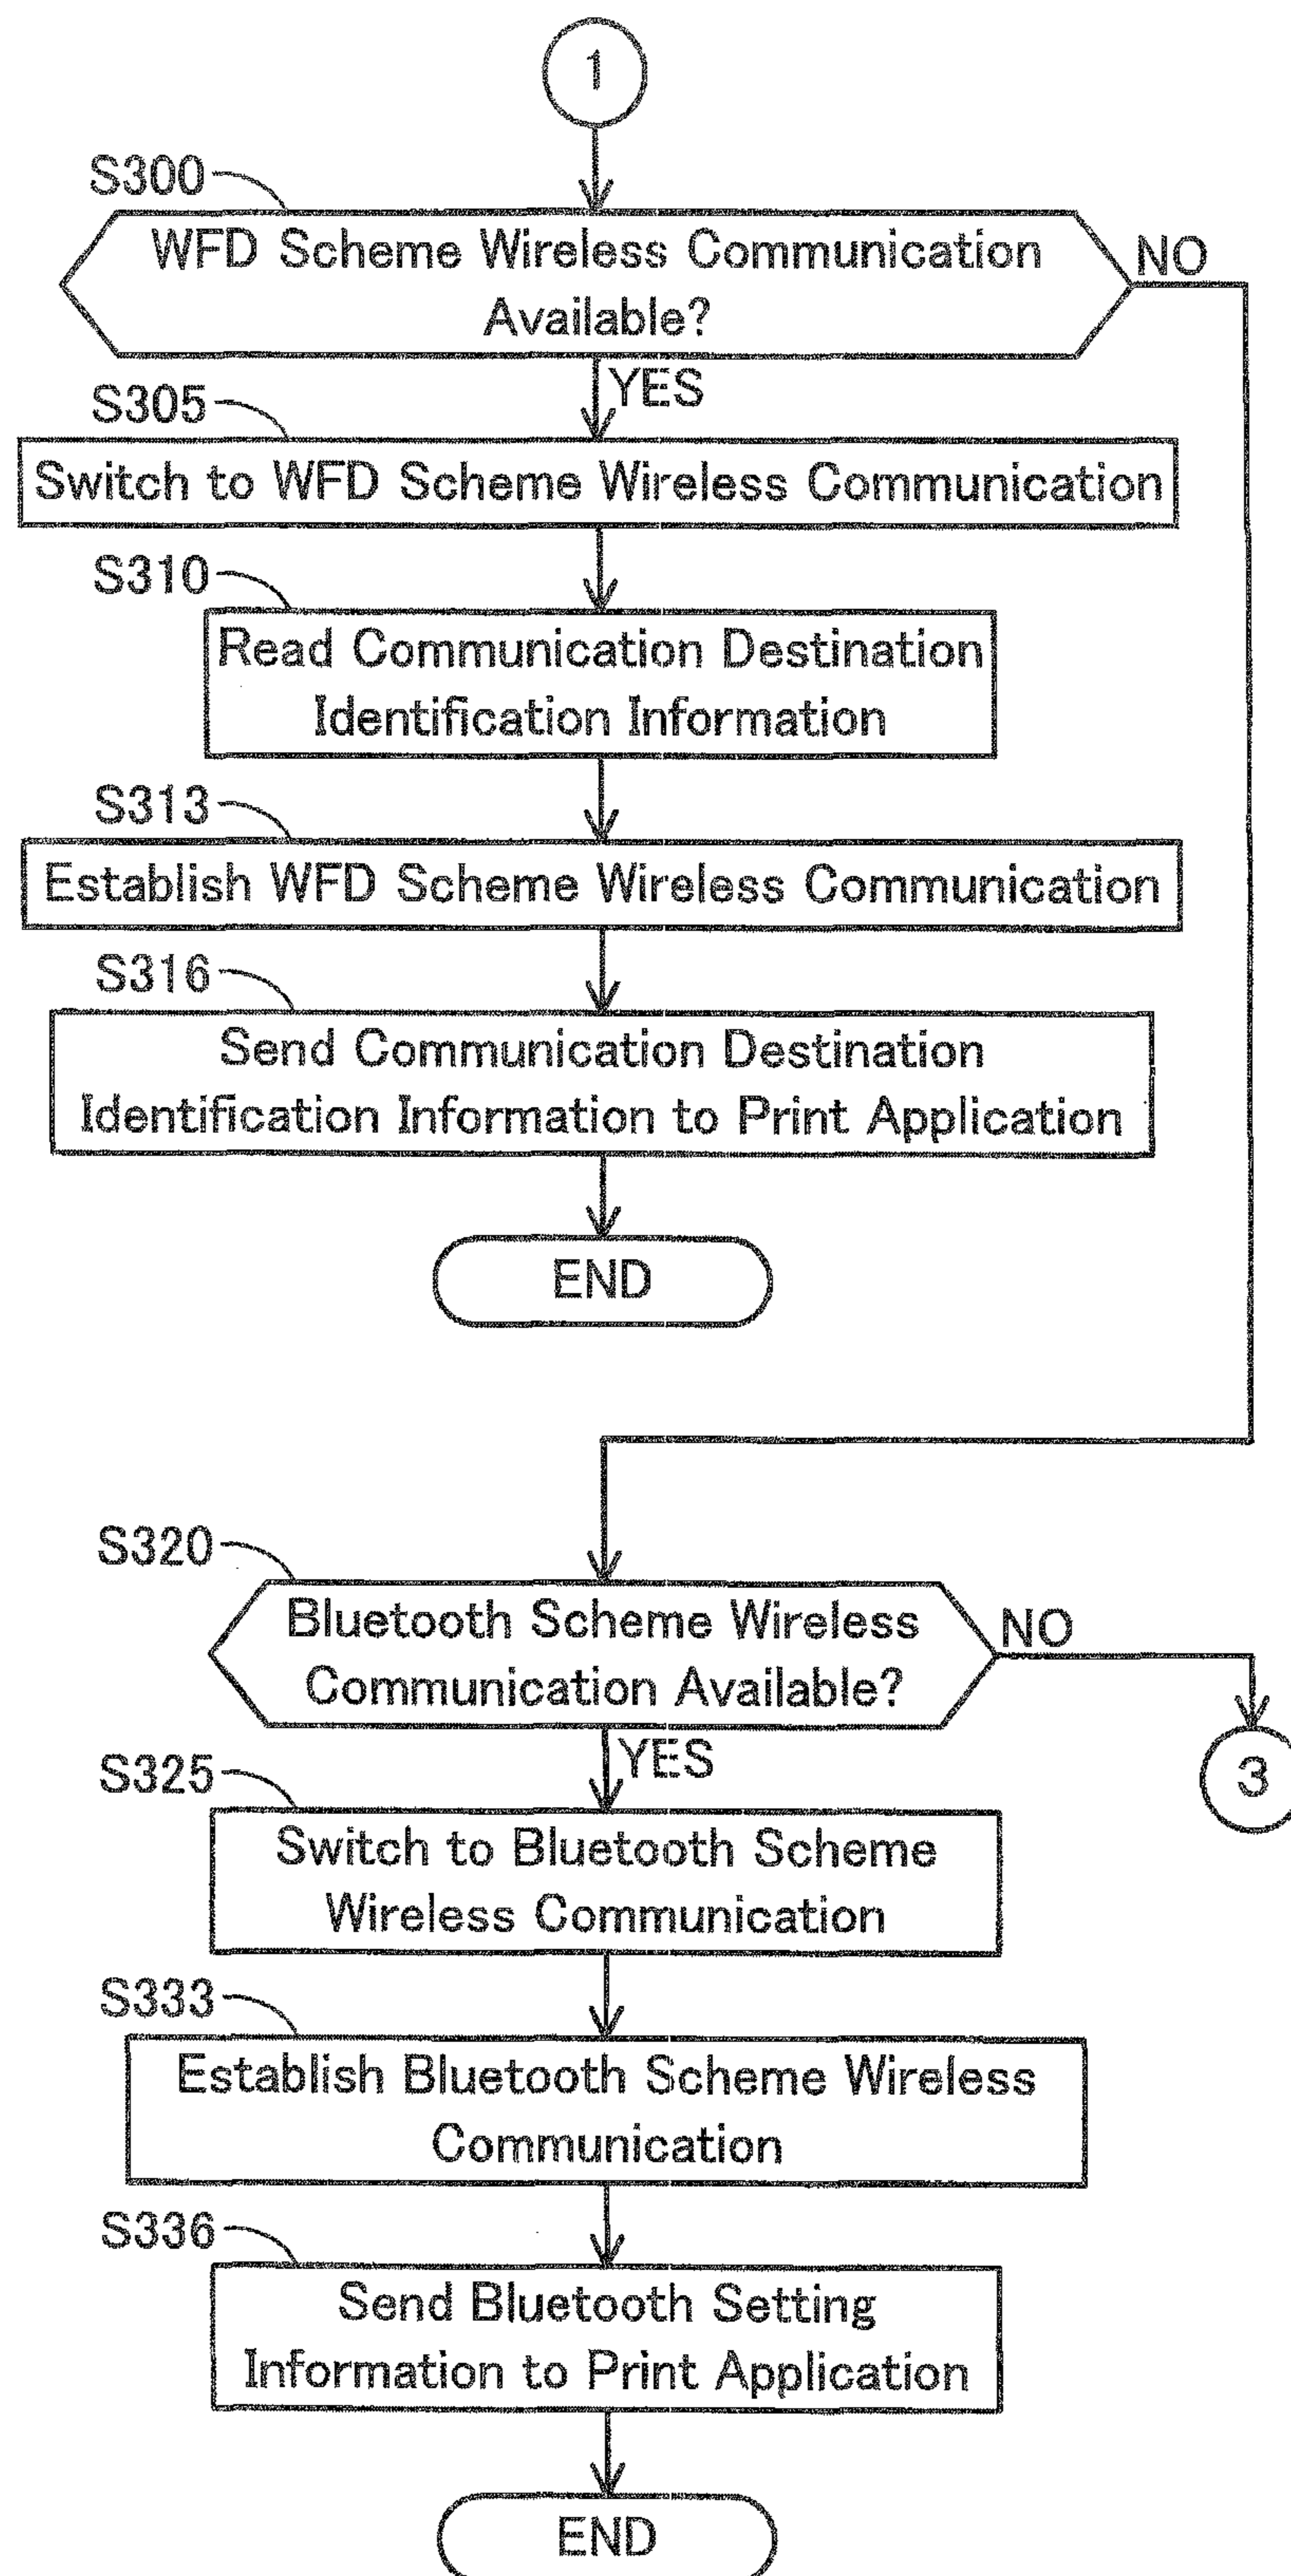 1
S300
WFD Scheme Wireless Communication
Available?
NO
YES
S305
Switch to WFD Scheme Wireless Communication
S310
Read Communication Destination
Identification Information
S313
Establish WFD Scheme Wireless Communication
S316
Send Communication Destination
Identification Information to Print Application
END
S320
Bluetooth Scheme Wireless
Communication Available?
NO
YES
3
S325
Switch to Bluetooth Scheme
Wireless Communication
S333
Establish Bluetooth Scheme Wireless
Communication
S336
Send Bluetooth Setting
Information to Print Application
END